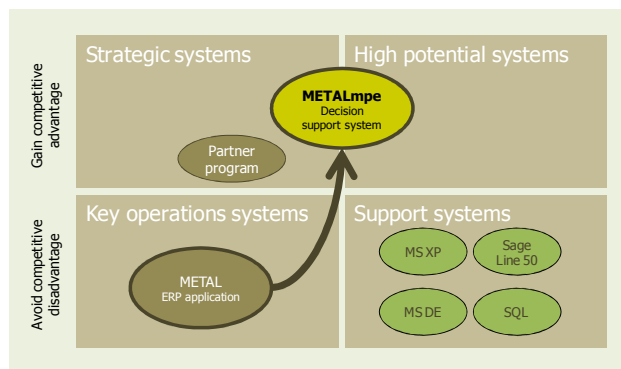 Strategic systems
High potential systems
Gain competitive
advantage
METALmpe
Decision
support system
Partner
program
Key operations systems
Support systems
Avoid competitive
disadvantage
METAL
ERP application
MS XP
Sage
Line 50
MS DE
SQL